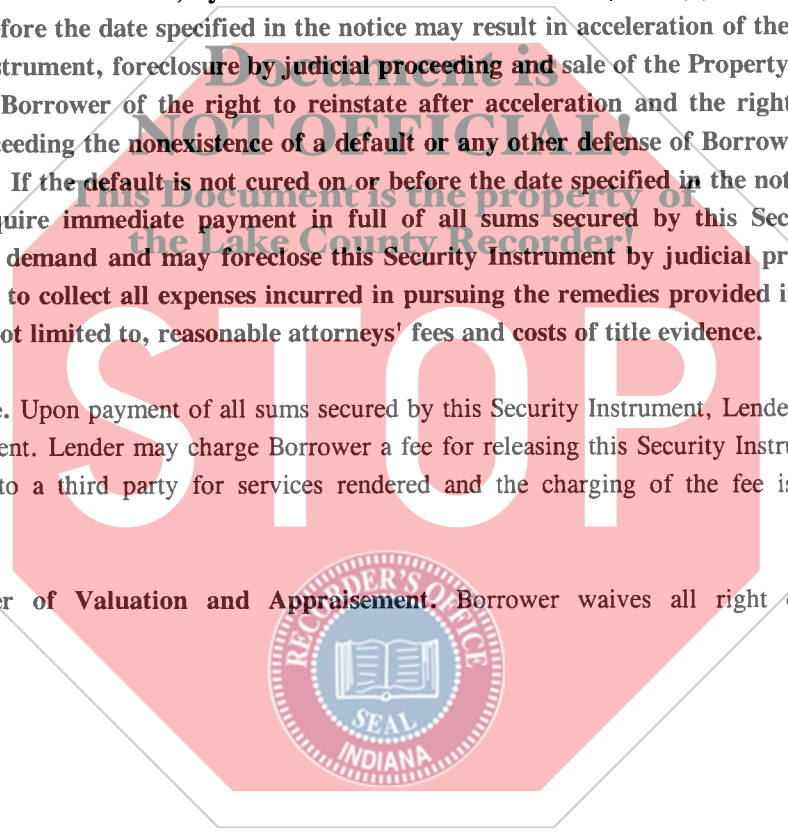 fore the date specified in the notice may result in acceleration of the
strument, foreclosure by judicial proceeding and sale of the Property
Borrower of the right to reinstate after acceleration and the right
eeding the nonexistence of a default or any other defense of Borrow
If the default is not cured on or before the date specified in the not
quire immediate payment in full of all sums secured by this Sec
demand and may foreclose this Security Instrument by judicial pr
to collect all expenses incurred in pursuing the remedies provided i
ot limited to, reasonable attorneys' fees and costs of title evidence.
e. Upon payment of all sums secured by this Security Instrument, Lende
ent. Lender may charge Borrower a fee for releasing this Security Instru
to a third party for services rendered and the charging of the fee is
er of Valuation and Appraisement. Borrower waives all right
Document is
NOT OFFICIAL!
This Document is the property of
the Lake County Recorder!
STOP
RECORDER'S OFFICE
SEAL
INDIANA